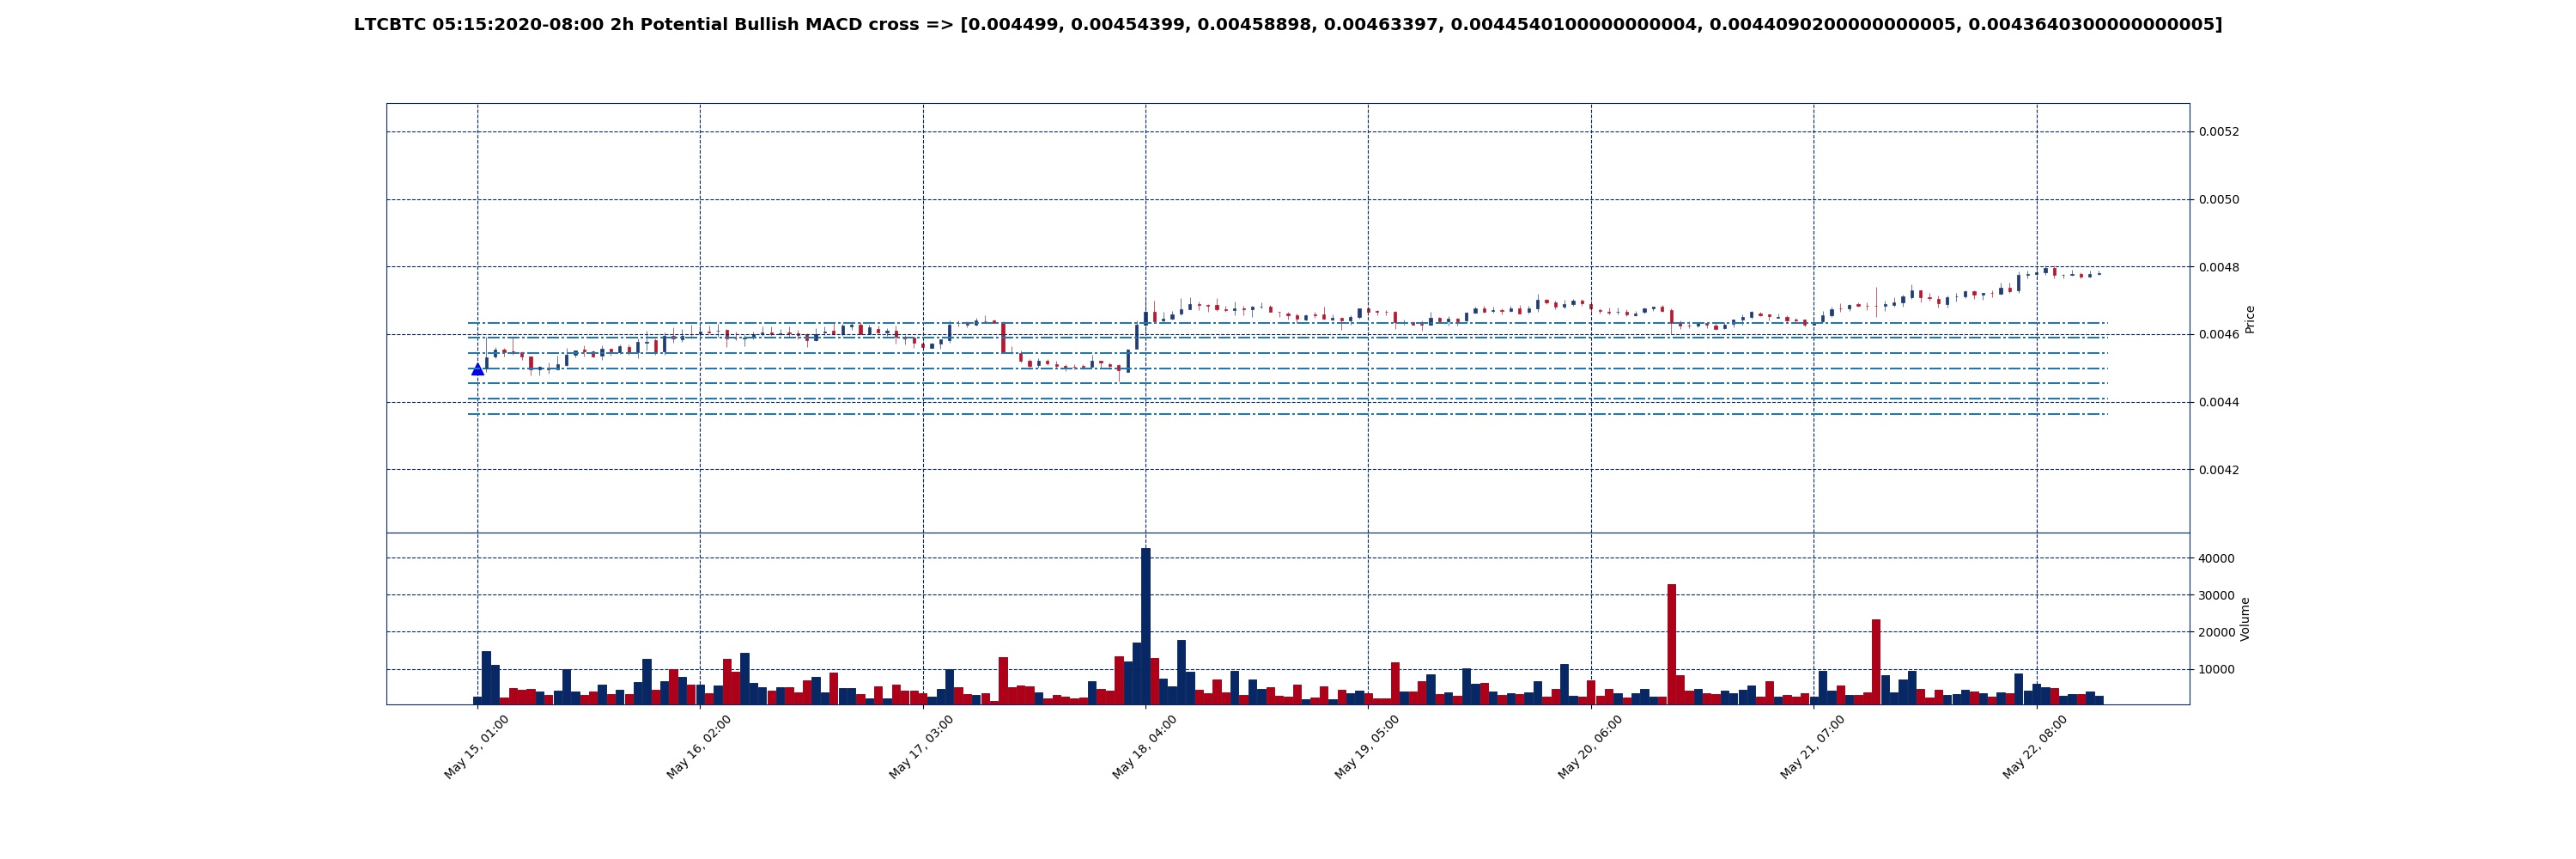 LTCBTC 05:15:2020-08:00 2h Potential Bullish MACD cross => [0.004499, 0.00454399, 0.00458898, 0.00463397, 0.0044540100000000004, 0.0044090200000000005, 0.0043640300000000005]
0.0052
0.0050
0.0048
0.0046
0.0044
0.0042
Price
40000
30000
20000
10000
Volume
May 15, 01:00
May 16, 02:00
May 17, 03:00
May 18, 04:00
May 19, 05:00
May 20, 06:00
May 21, 07:00
May 22, 08:00